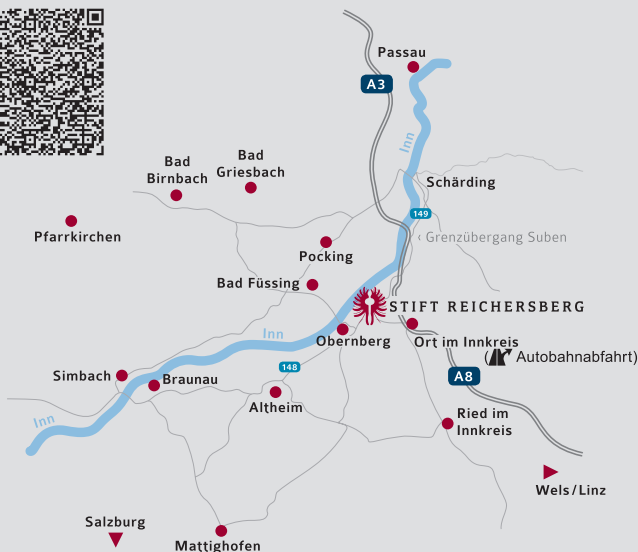 Passau
A3
Inn
Bad
Birnbach
Bad
Griesbach
Schärding
149
Pfarrkirchen
‹ Grenzübergang Suben
Pocking
Bad Füssing
STIFT REICHERSBERG
Inn
Obernberg
Ort im Innkreis
( Autobahnabfahrt)
148
Simbach
Braunau
A8
Altheim
Inn
Ried im
Innkreis
Wels/Linz
Salzburg
Mattighofen